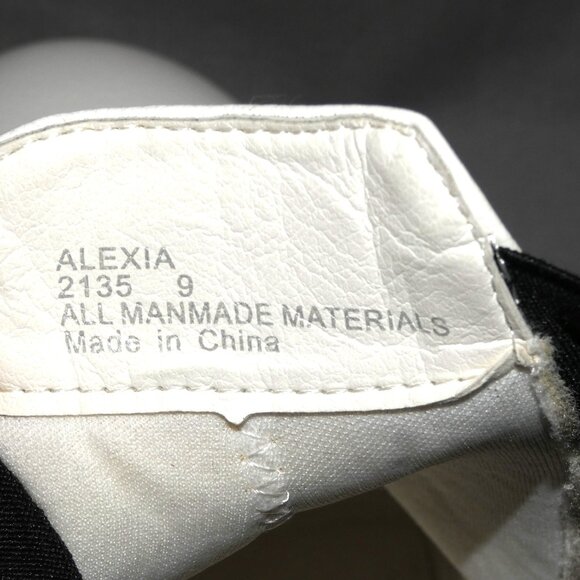 ALEXIA
2135 9
ALL MANMADE MATERIALS
Made in China